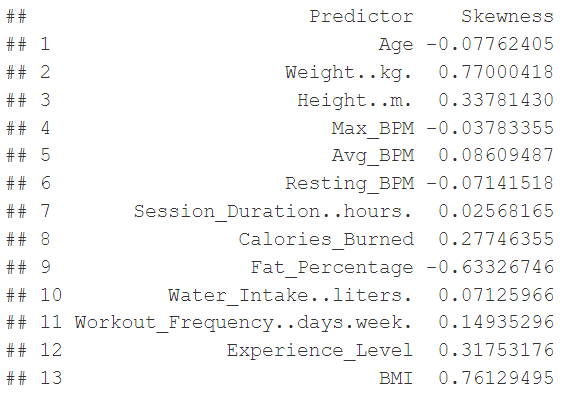 ## Predictor Skewness
## 1 Age -0.07762405
## 2 Weight..kg. 0.77000418
## 3 Height..m. 0.33781430
## 4 Max_BPM -0.03783355
## 5 Avg_BPM 0.08609487
## 6 Resting_BPM -0.07141518
## 7 Session_Duration..hours. 0.02568165
## 8 Calories_Burned 0.27746355
## 9 Fat_Percentage -0.63326746
## 10 Water_Intake..liters. 0.07125966
## 11 Workout_Frequency..days.week. 0.14935296
## 12 Experience_Level 0.31753176
## 13 BMI 0.76129495